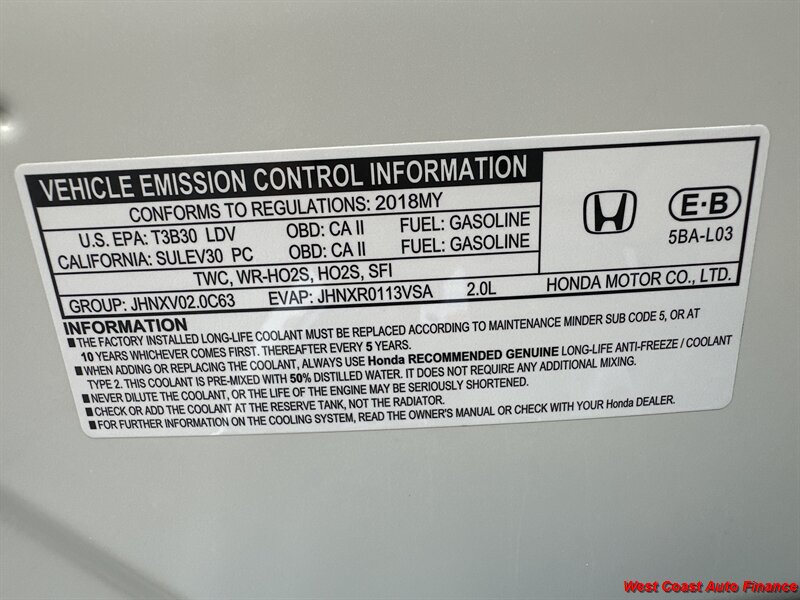 VEHICLE EMISSION CONTROL INFORMATION
CONFORMS TO REGULATIONS: 2018MY
U.S. EPA: T3B30 LDV OBD: CA II FUEL: GASOLINE
CALIFORNIA: SULEV30 PC OBD: CA II FUEL: GASOLINE
TWC, WR-HO2S, HO2S, SFI
GROUP: JHNXV02.0C63 EVAP: JHNXR0113VSA 2.0L
E·B
5BA-L03
HONDA MOTOR CO., LTD.
INFORMATION
■THE FACTORY INSTALLED LONG-LIFE COOLANT MUST BE REPLACED ACCORDING TO MAINTENANCE MINDER SUB CODE 5, OR AT
10 YEARS WHICHEVER COMES FIRST. THEREAFTER EVERY 5 YEARS.
■WHEN ADDING OR REPLACING THE COOLANT, ALWAYS USE Honda RECOMMENDED GENUINE LONG-LIFE ANTI-FREEZE / COOLANT
TYPE 2. THIS COOLANT IS PRE-MIXED WITH 50% DISTILLED WATER. IT DOES NOT REQUIRE ANY ADDITIONAL MIXING.
■NEVER DILUTE THE COOLANT, OR THE LIFE OF THE ENGINE MAY BE SERIOUSLY SHORTENED.
■CHECK OR ADD THE COOLANT AT THE RESERVE TANK, NOT THE RADIATOR.
■FOR FURTHER INFORMATION ON THE COOLING SYSTEM, READ THE OWNER'S MANUAL OR CHECK WITH YOUR Honda DEALER.
West Coast Auto Finance